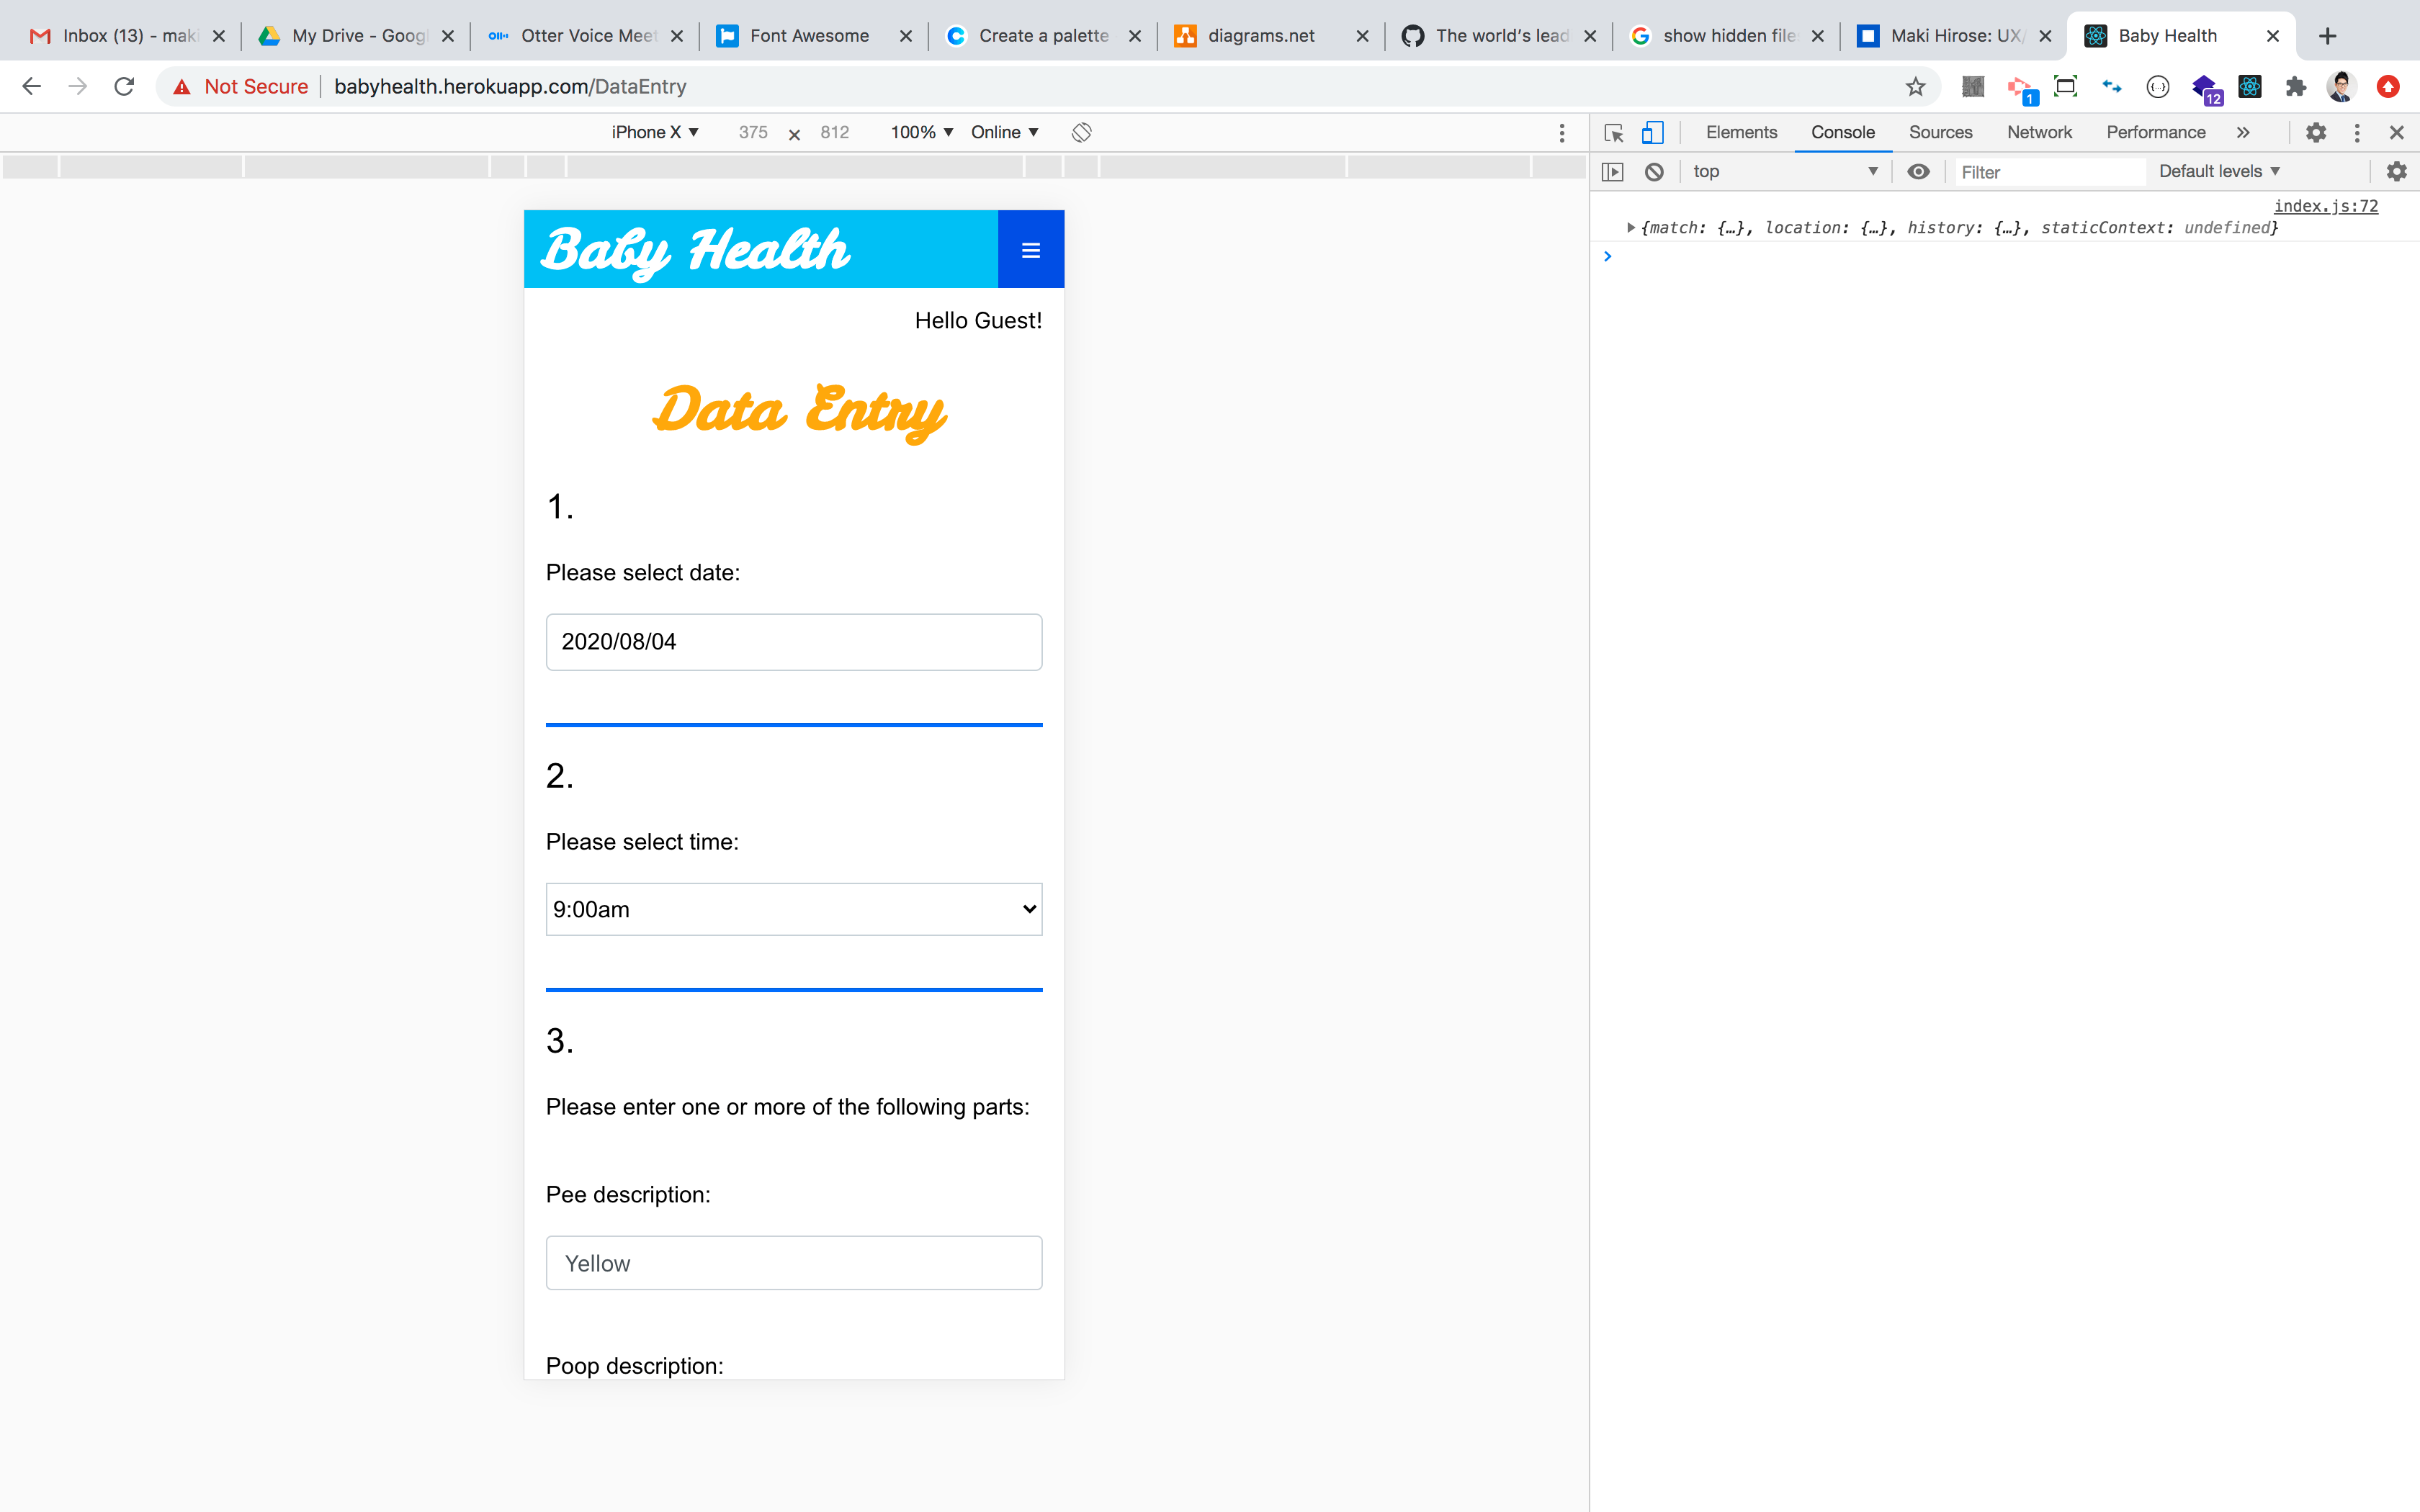 Inbox (13) - maki
My Drive - Googl
Otter Voice Meet
Font Awesome
Create a palette
diagrams.net
The world's lead
show hidden file
Maki Hirose: UX/
Baby Health
Not Secure babyhealth.herokuapp.com/DataEntry
1
12
iPhone X ▼ 375 × 812 100% ▼ Online ▼
Elements Console Sources Network Performance »
top ▼ Filter Default levels ▼
index.js:72
{match: {…}, location: {…}, history: {…}, staticContext: undefined}
Baby Health
Hello Guest!
Data Entry
1.
Please select date:
2020/08/04
2.
Please select time:
9:00am
3.
Please enter one or more of the following parts:
Pee description:
Yellow
Poop description: